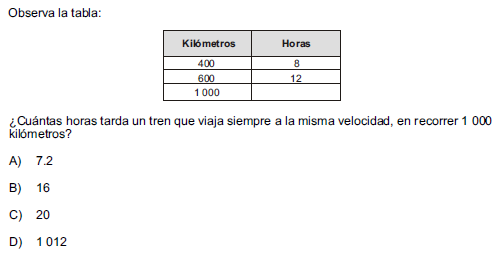 Observa la tabla:
Kilómetros Horas
400 8
600 12
1 000
¿Cuántas horas tarda un tren que viaja siempre a la misma velocidad, en recorrer 1 000
kilómetros?
A) 7.2
B) 16
C) 20
D) 1 012